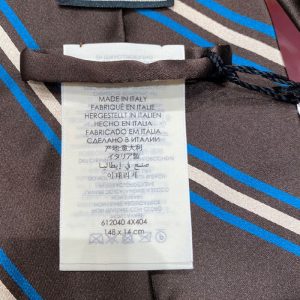 MADE IN ITALY
FABRIQUÉ EN ITALIE
HERGESTELLT IN ITALIEN
HECHO EN ITALIA
FABRICADO EM ITÁLIA
СДЕЛАНО В ИТАЛИИ
产地:意大利
イタリア製
صنع في إيطاليا
이태리제
612040 4X404
148 x 14 cm